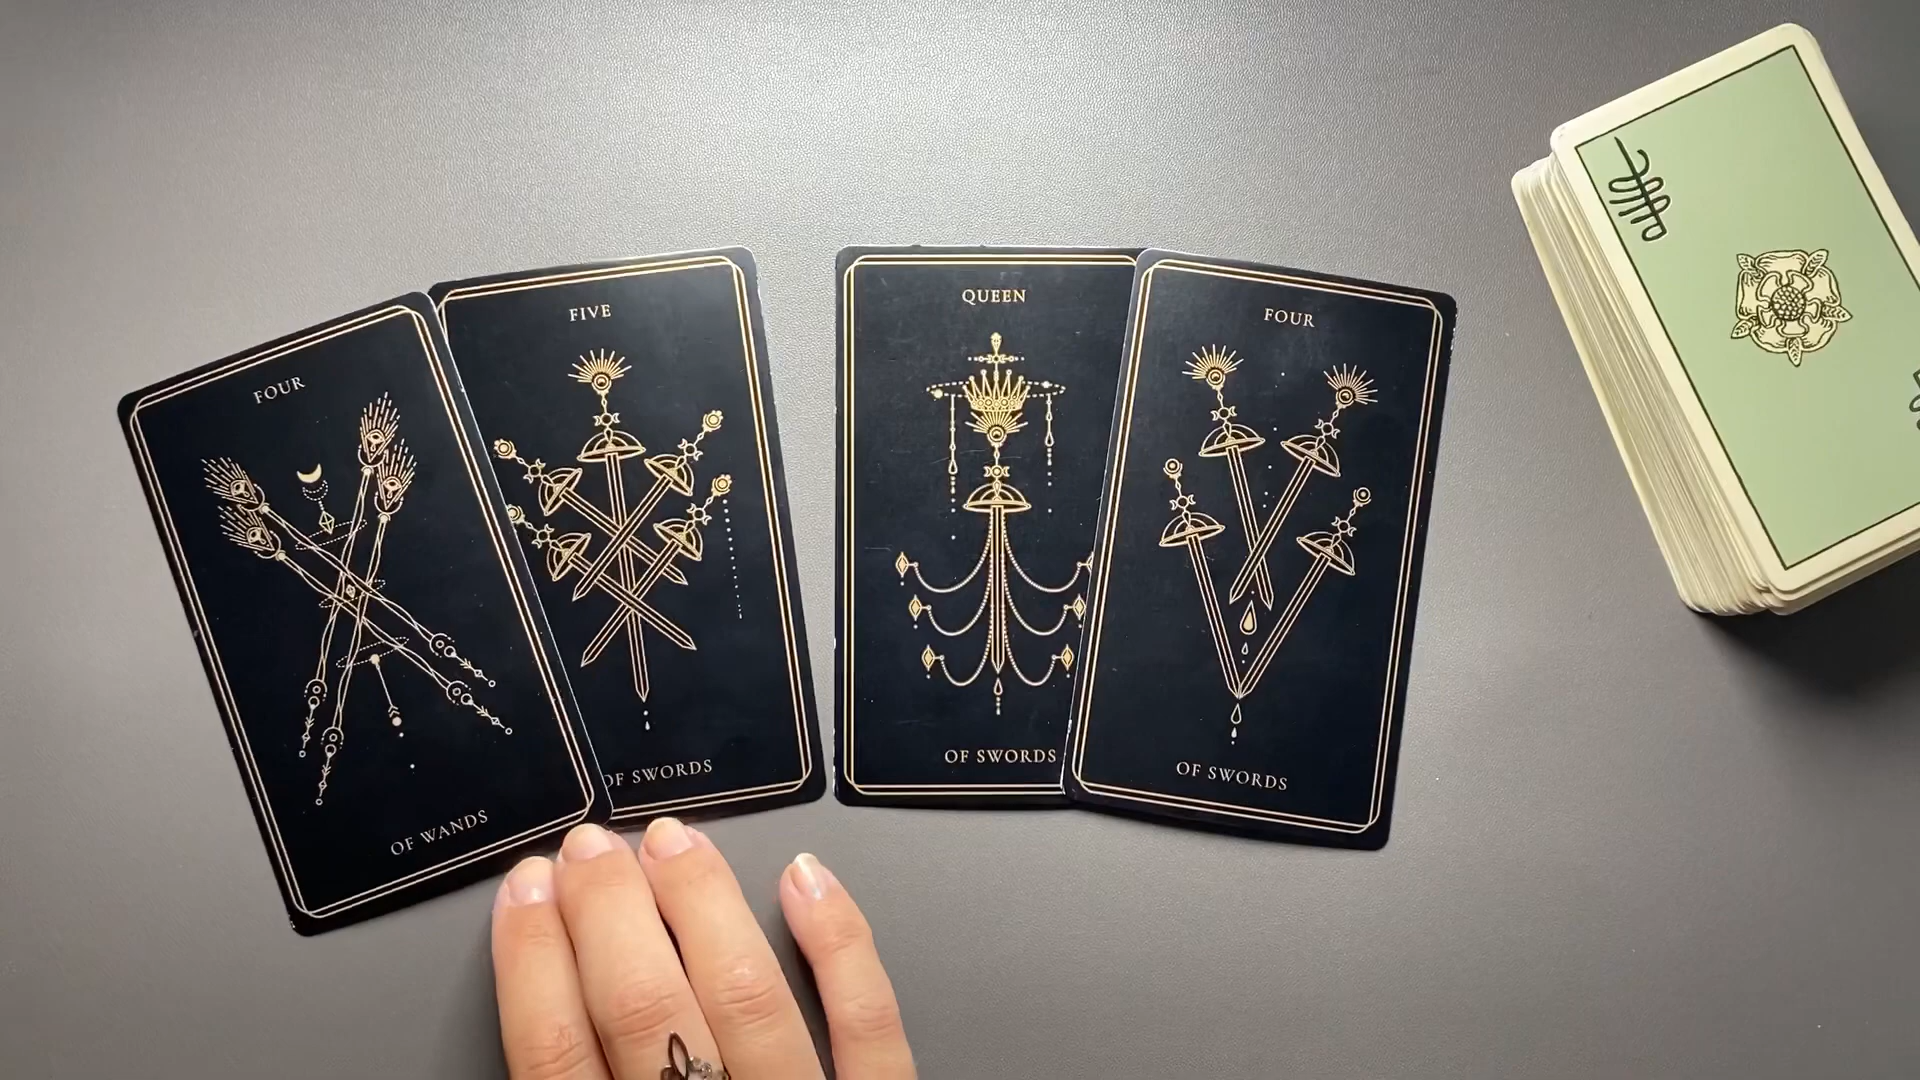 FOUR
OF WANDS
FIVE
OF SWORDS
QUEEN
OF SWORDS
FOUR
OF SWORDS